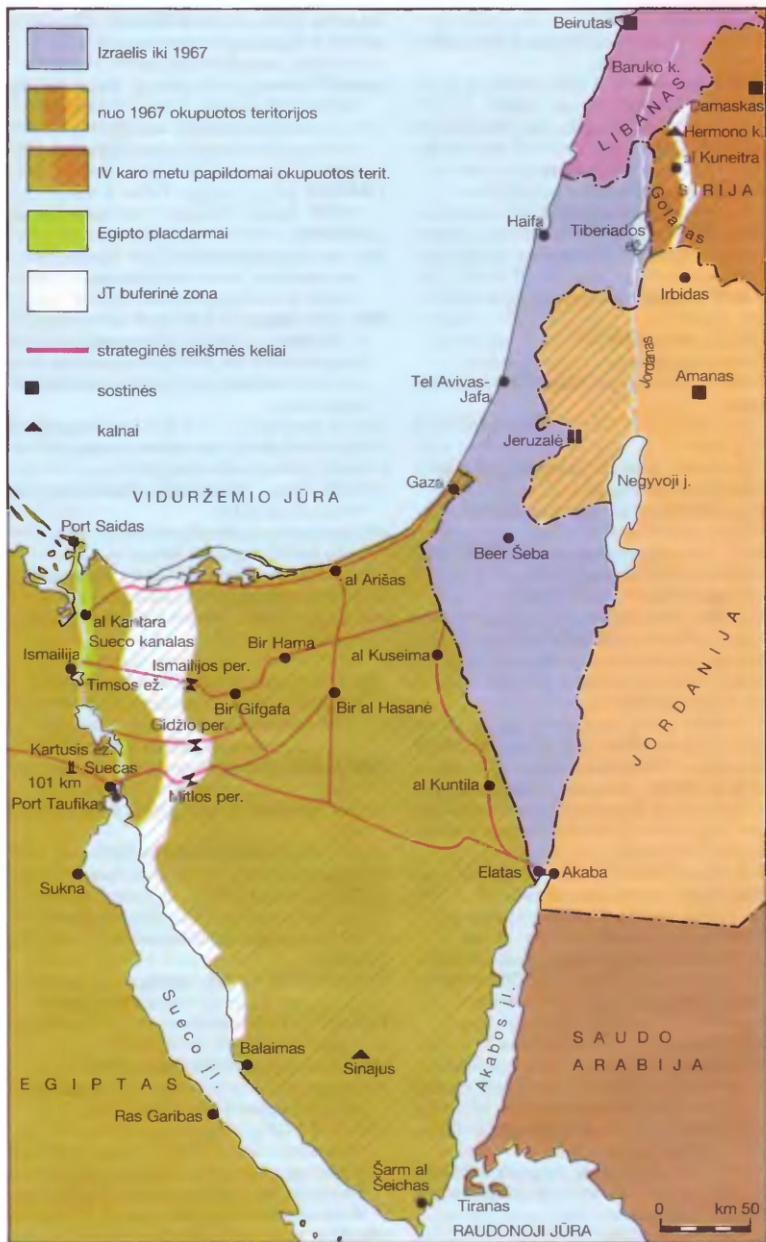 Izraelis iki 1967
nuo 1967 okupuotos teritorijos
IV karo metu papildomai okupuotos terit.
Egipto placdarmai
JT buferinė zona
strateginės reikšmės keliai
sostinės
kalnai
Beirutas
Baruko k.
LIBANAS
Damaskas
Hermono k.
al Kuneitra
SIRIJA
Golanas
Haifa
Tiberiados
ež.
Irbidas
Jordanas
Tel Avivas-
Jafa
Amanas
Jeruzalė
Negyvoji j.
Gaza
VIDURŽEMIO JŪRA
Port Saidas
Beer Šeba
al Arišas
al Kantara
Sueco kanalas
Bir Hama
Ismailija
Ismailijos per.
al Kuseima
Timsos ež.
Bir Gifgafa
Bir al Hasanė
JORDANIJA
Gidžio per.
Kartusis ež.
Suecas
101 km
Mitlos per.
al Kuntila
Port Taufika
Sukna
Elatas
Akaba
Sueco jl.
Akabos jl.
SAUDO
ARABIJA
Balaimas
Sinajus
EGIPTAS
Ras Garibas
Šarm al
Šeichas
Tiranas
0 km 50
RAUDONOJI JŪRA